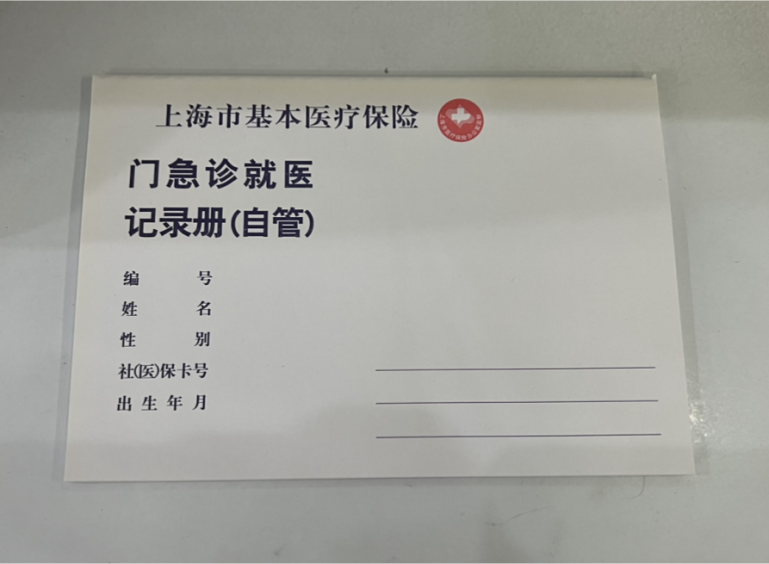 上海市基本医疗保险
门急诊就医
记录册(自管)
编号
姓名
性别
社(医)保卡号
出生年月